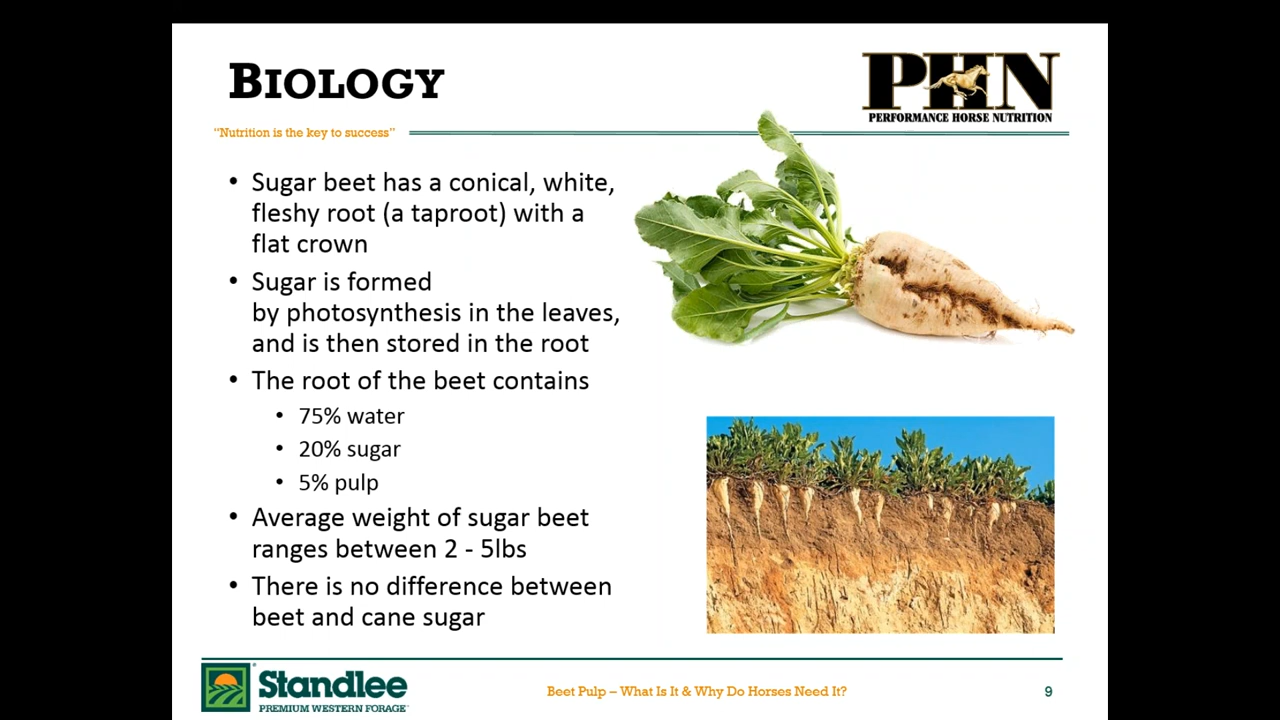 BIOLOGY
PHN
PERFORMANCE HORSE NUTRITION
“Nutrition is the key to success”
• Sugar beet has a conical, white,
fleshy root (a taproot) with a
flat crown
• Sugar is formed
by photosynthesis in the leaves,
and is then stored in the root
• The root of the beet contains
• 75% water
• 20% sugar
• 5% pulp
• Average weight of sugar beet
ranges between 2 - 5lbs
• There is no difference between
beet and cane sugar
Standlee®
PREMIUM WESTERN FORAGE™
Beet Pulp – What Is It & Why Do Horses Need It?
9